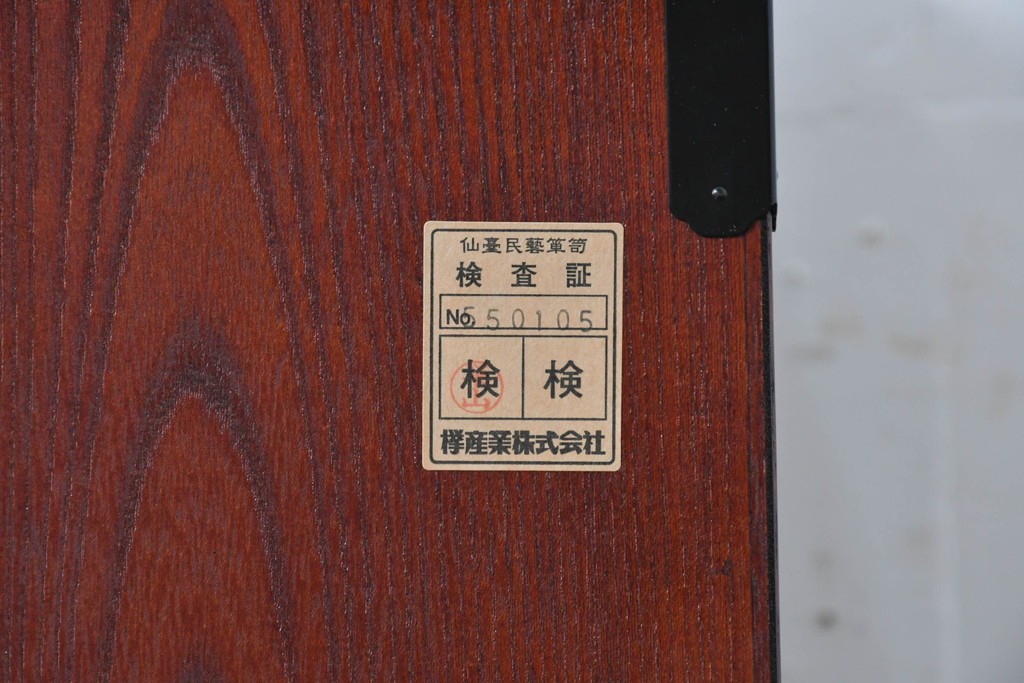 仙臺民藝箪笥
検査証
No. 550105
検 検
欅産業株式会社